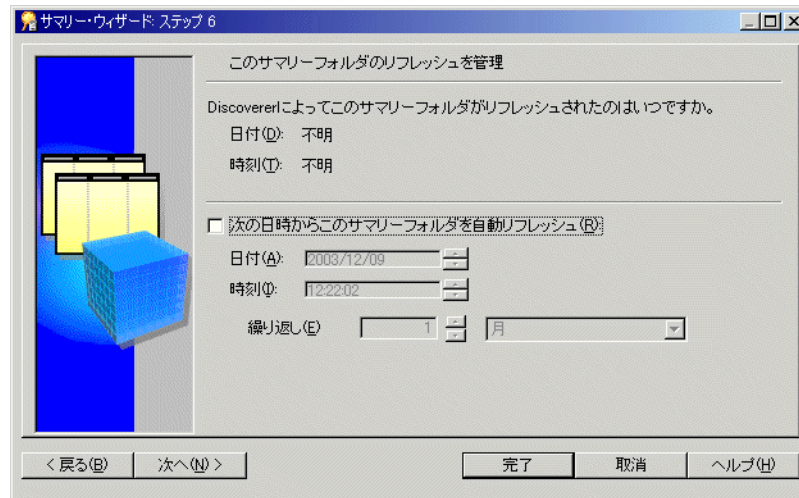 サマリー・ウィザード: ステップ 6
このサマリーフォルダのリフレッシュを管理
Discovererによってこのサマリーフォルダがリフレッシュされたのはいつですか。
日付(D): 不明
時刻(T): 不明
次の日時からこのサマリーフォルダを自動リフレッシュ(R):
日付(A): 2003/12/09
時刻(I): 12:22:02
繰り返し(E) 1 月
< 戻る(B) 次へ(N) > 完了 取消 ヘルプ(H)